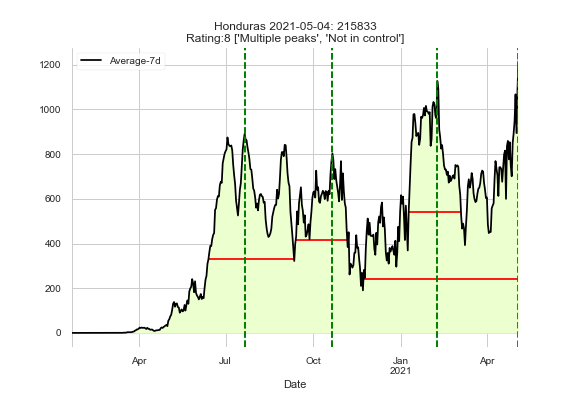 Honduras 2021-05-04: 215833
Rating:8 ['Multiple peaks', 'Not in control']
Average-7d
1200
1000
800
600
400
200
0
Apr
Jul
Oct
Jan
2021
Apr
Date